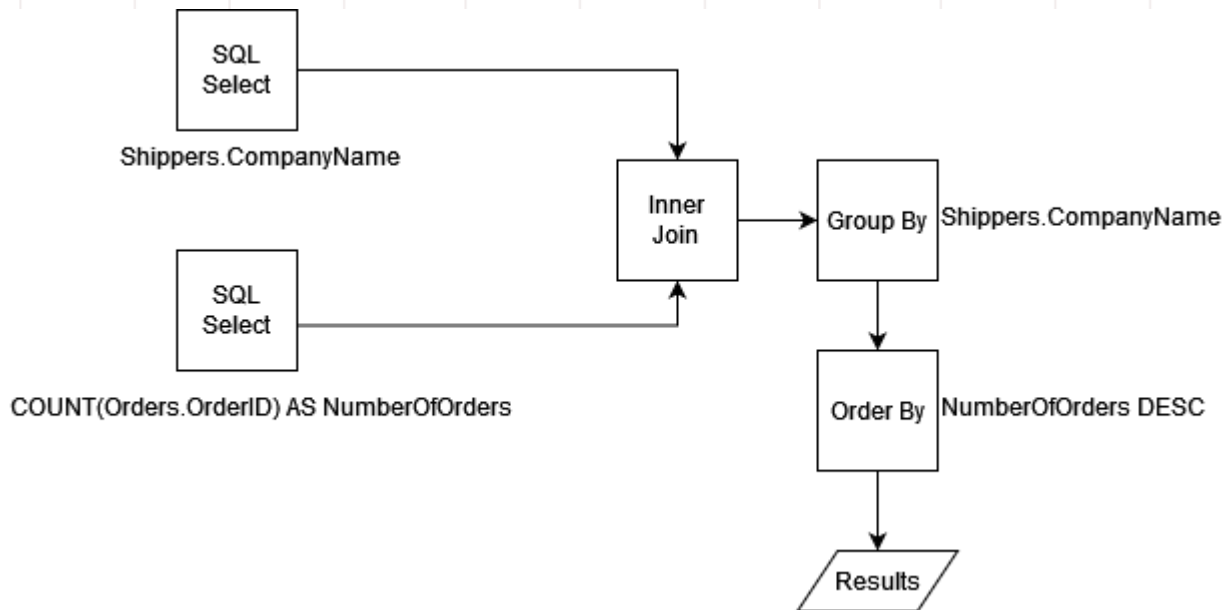 SQL
Select
Shippers.CompanyName
Inner
Join
Group By
Shippers.CompanyName
SQL
Select
COUNT(Orders.OrderID) AS NumberOfOrders
Order By
NumberOfOrders DESC
Results